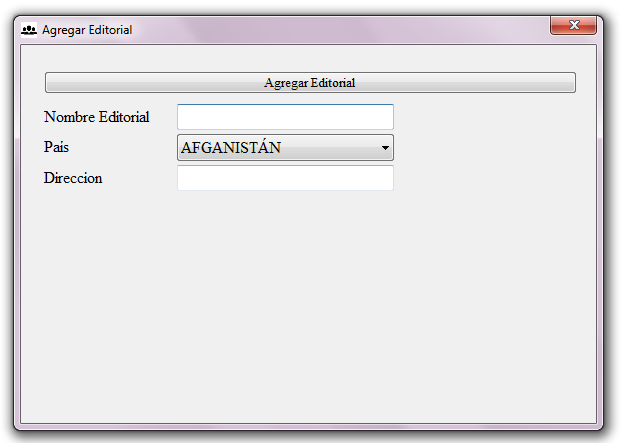 Agregar Editorial
Agregar Editorial
Nombre Editorial
Pais
AFGANISTÁN
Direccion